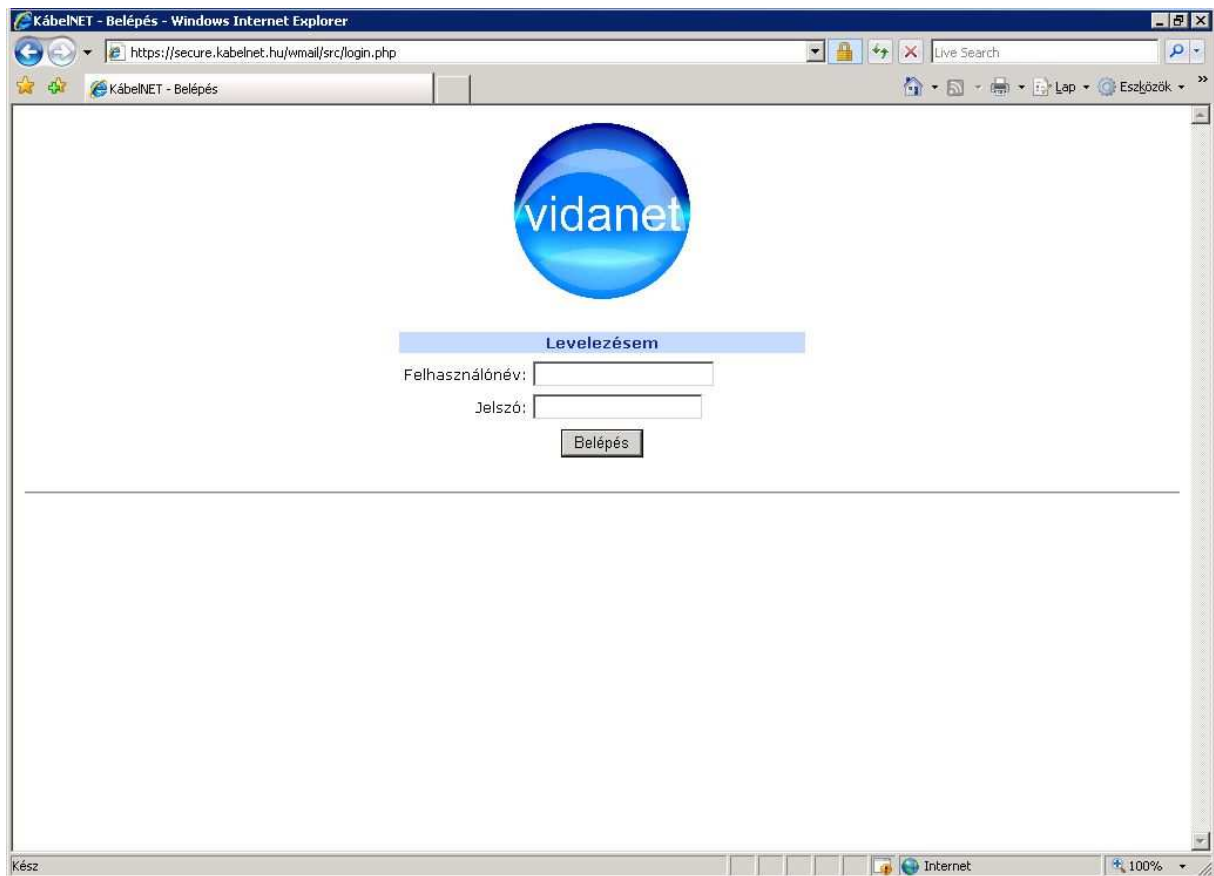 KábelNET - Belépés - Windows Internet Explorer
https://secure.kabelnet.hu/wmail/src/login.php
Live Search
KábelNET - Belépés
Lap
Eszközök
vidanet
Levelezésem
Felhasználónév:
Jelszó:
Belépés
Kész
Internet
100%